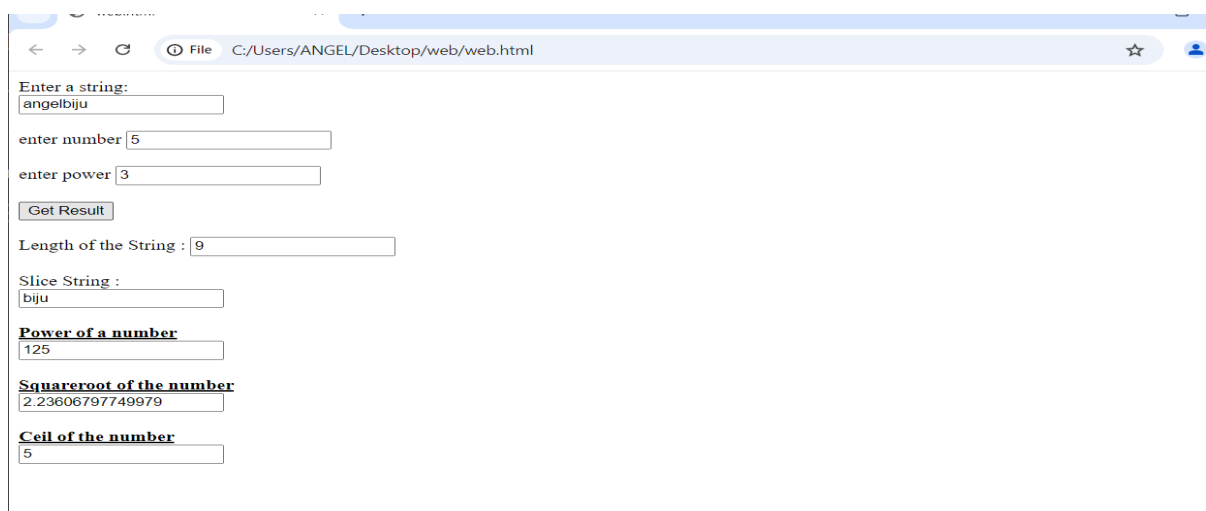 File C:/Users/ANGEL/Desktop/web/web.html
Enter a string:
angelbiju
enter number 5
enter power 3
Get Result
Length of the String : 9
Slice String :
biju
Power of a number
125
Squareroot of the number
2.23606797749979
Ceil of the number
5